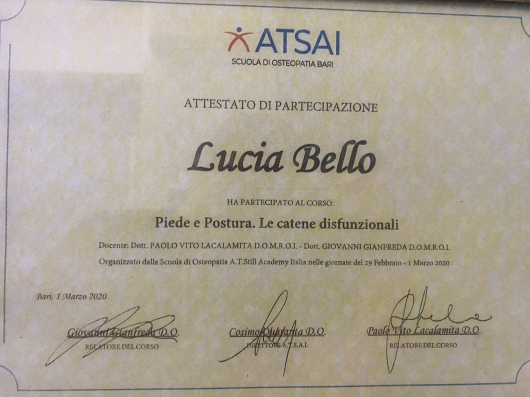 ATSAI
SCUOLA DI OSTEOPATIA BARI
ATTESTATO DI PARTECIPAZIONE
Lucia Bello
HA PARTECIPATO AL CORSO:
Piede e Postura. Le catene disfunzionali
Docente: Dott. PAOLO VITO LACALAMITA D.O.M.R.O.I. - Dott. GIOVANNI GIANFREDA D.O.M.R.O.I.
Organizzato dalla Scuola di Osteopatia A.T.Still Academy Italia nelle giornate del 29 Febbraio - 1 Marzo 2020
Bari, 1 Marzo 2020
Giovanni Gianfreda D.O. Cosimo Quaranta D.O. Paolo Vito Lacalamita D.O.
RELATORE DEL CORSO DIRETTORE A.T.S.A.I. RELATORE DEL CORSO